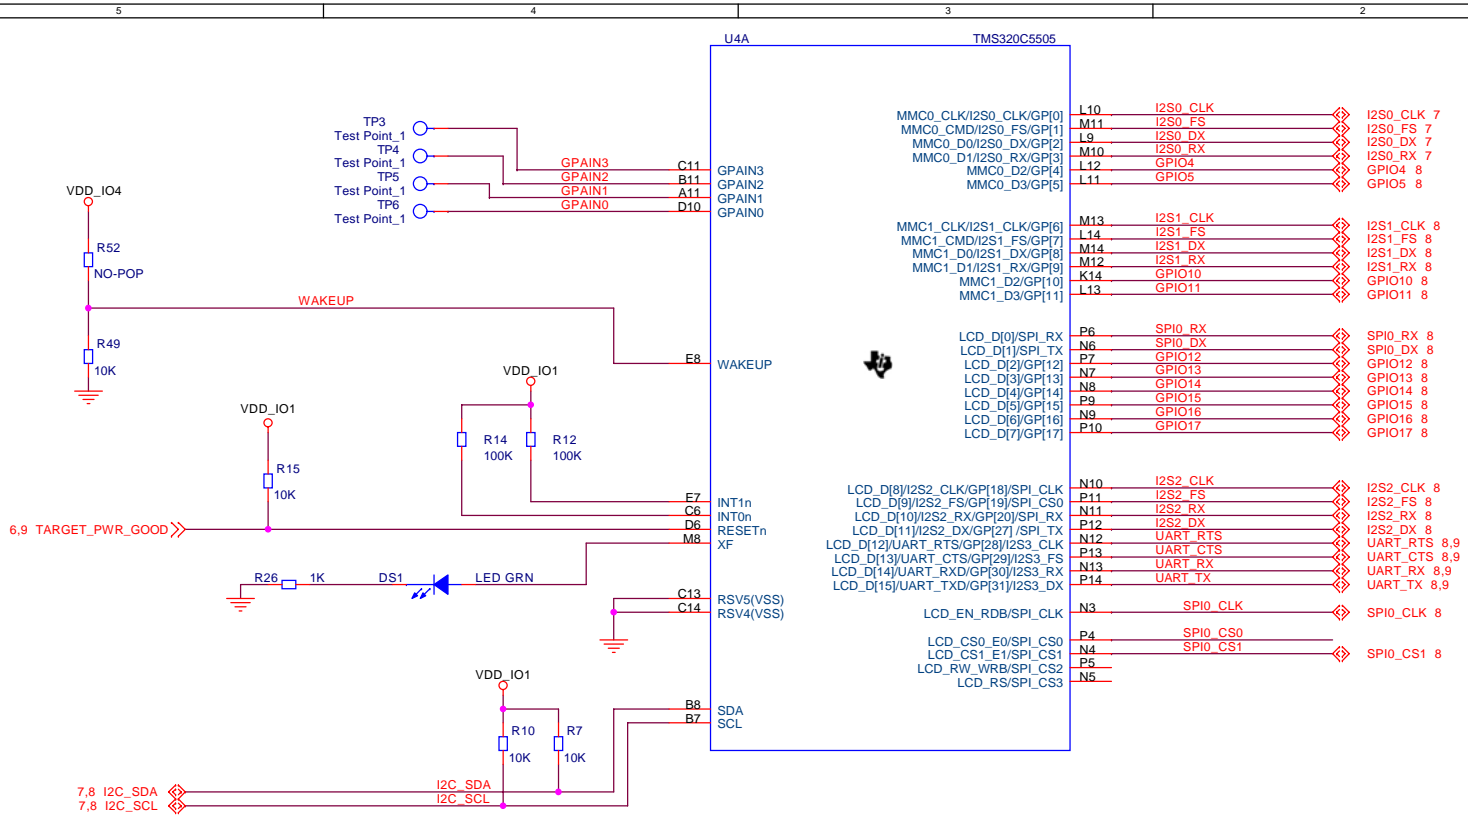 5 4 3 2
U4A TMS320C5505
TP3
Test Point_1
TP4
Test Point_1
TP5
Test Point_1
TP6
Test Point_1
GPAIN3 C11 GPAIN3
GPAIN2 B11 GPAIN2
GPAIN1 A11 GPAIN1
GPAIN0 D10 GPAIN0
VDD_IO4
R52
NO-POP
WAKEUP E8 WAKEUP
R49
10K
VDD_IO1
R14
100K
R12
100K
VDD_IO1
R15
10K
E7 INT1n
C6 INT0n
6,9 TARGET_PWR_GOOD D6 RESETn
M8 XF
R26 1K DS1 LED GRN
C13 RSV5(VSS)
C14 RSV4(VSS)
VDD_IO1
R10
10K
R7
10K
B8 SDA
B7 SCL
7,8 I2C_SDA I2C_SDA
7,8 I2C_SCL I2C_SCL
MMC0_CLK/I2S0_CLK/GP[0] L10 I2S0_CLK I2S0_CLK 7
MMC0_CMD/I2S0_FS/GP[1] M11 I2S0_FS I2S0_FS 7
MMC0_D0/I2S0_DX/GP[2] L9 I2S0_DX I2S0_DX 7
MMC0_D1/I2S0_RX/GP[3] M10 I2S0_RX I2S0_RX 7
MMC0_D2/GP[4] L12 GPIO4 GPIO4 8
MMC0_D3/GP[5] L11 GPIO5 GPIO5 8
MMC1_CLK/I2S1_CLK/GP[6] M13 I2S1_CLK I2S1_CLK 8
MMC1_CMD/I2S1_FS/GP[7] L14 I2S1_FS I2S1_FS 8
MMC1_D0/I2S1_DX/GP[8] M14 I2S1_DX I2S1_DX 8
MMC1_D1/I2S1_RX/GP[9] M12 I2S1_RX I2S1_RX 8
MMC1_D2/GP[10] K14 GPIO10 GPIO10 8
MMC1_D3/GP[11] L13 GPIO11 GPIO11 8
LCD_D[0]/SPI_RX P6 SPI0_RX SPI0_RX 8
LCD_D[1]/SPI_TX N6 SPI0_DX SPI0_DX 8
LCD_D[2]/GP[12] P7 GPIO12 GPIO12 8
LCD_D[3]/GP[13] N7 GPIO13 GPIO13 8
LCD_D[4]/GP[14] N8 GPIO14 GPIO14 8
LCD_D[5]/GP[15] P9 GPIO15 GPIO15 8
LCD_D[6]/GP[16] N9 GPIO16 GPIO16 8
LCD_D[7]/GP[17] P10 GPIO17 GPIO17 8
LCD_D[8]/I2S2_CLK/GP[18]/SPI_CLK N10 I2S2_CLK I2S2_CLK 8
LCD_D[9]/I2S2_FS/GP[19]/SPI_CS0 P11 I2S2_FS I2S2_FS 8
LCD_D[10]/I2S2_RX/GP[20]/SPI_RX N11 I2S2_RX I2S2_RX 8
LCD_D[11]/I2S2_DX/GP[27] /SPI_TX P12 I2S2_DX I2S2_DX 8
LCD_D[12]/UART_RTS/GP[28]/I2S3_CLK N12 UART_RTS UART_RTS 8,9
LCD_D[13]/UART_CTS/GP[29]/I2S3_FS P13 UART_CTS UART_CTS 8,9
LCD_D[14]/UART_RXD/GP[30]/I2S3_RX N13 UART_RX UART_RX 8,9
LCD_D[15]/UART_TXD/GP[31]/I2S3_DX P14 UART_TX UART_TX 8,9
LCD_EN_RDB/SPI_CLK N3 SPI0_CLK SPI0_CLK 8
LCD_CS0_E0/SPI_CS0 P4 SPI0_CS0
LCD_CS1_E1/SPI_CS1 N4 SPI0_CS1 SPI0_CS1 8
LCD_RW_WRB/SPI_CS2 P5
LCD_RS/SPI_CS3 N5